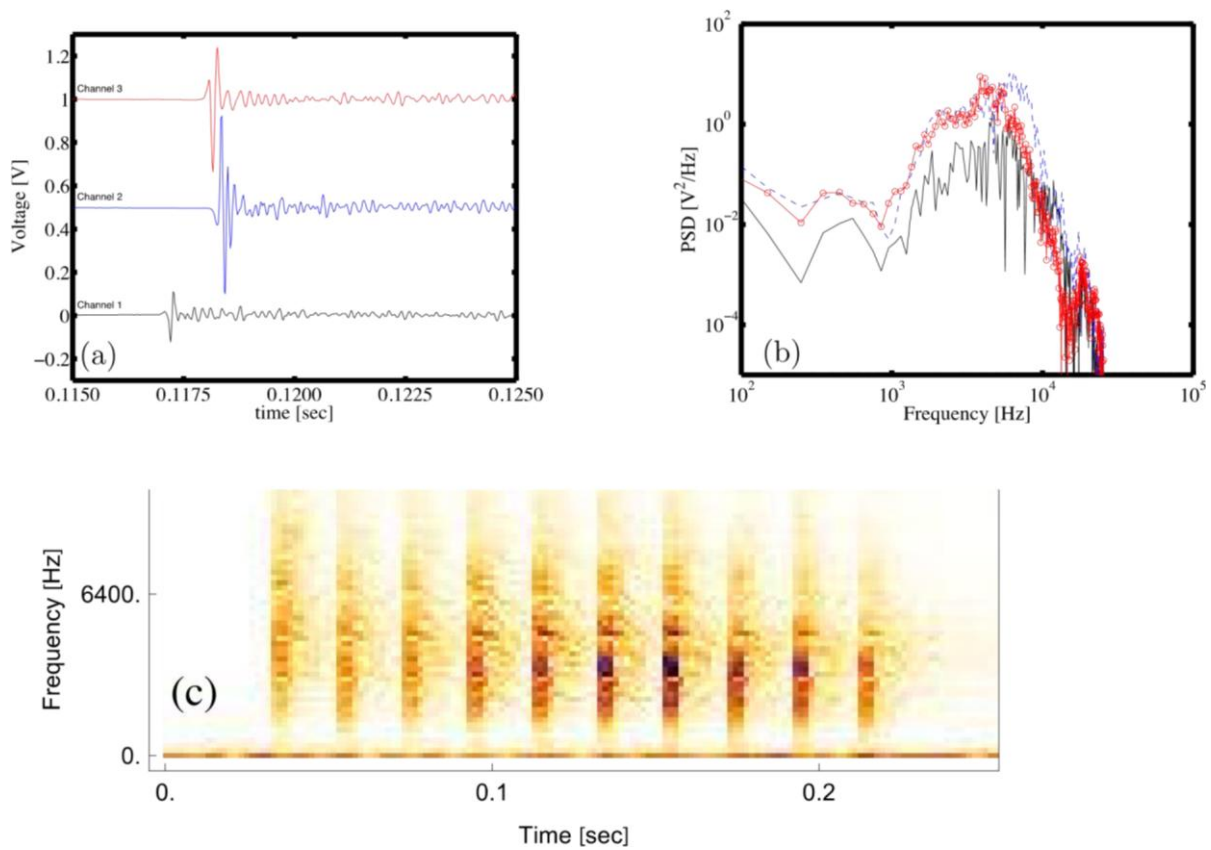 1.2
1
0.8
0.6
0.4
0.2
0
−0.2
Voltage [V]
Channel 3
Channel 2
Channel 1
(a)
0.1150 0.1175 0.1200 0.1225 0.1250
time [sec]
10^2
10^0
10^-2
10^-4
PSD [V^2/Hz]
(b)
10^2 10^3 10^4 10^5
Frequency [Hz]
Frequency [Hz]
6400.
0.
(c)
0. 0.1 0.2
Time [sec]